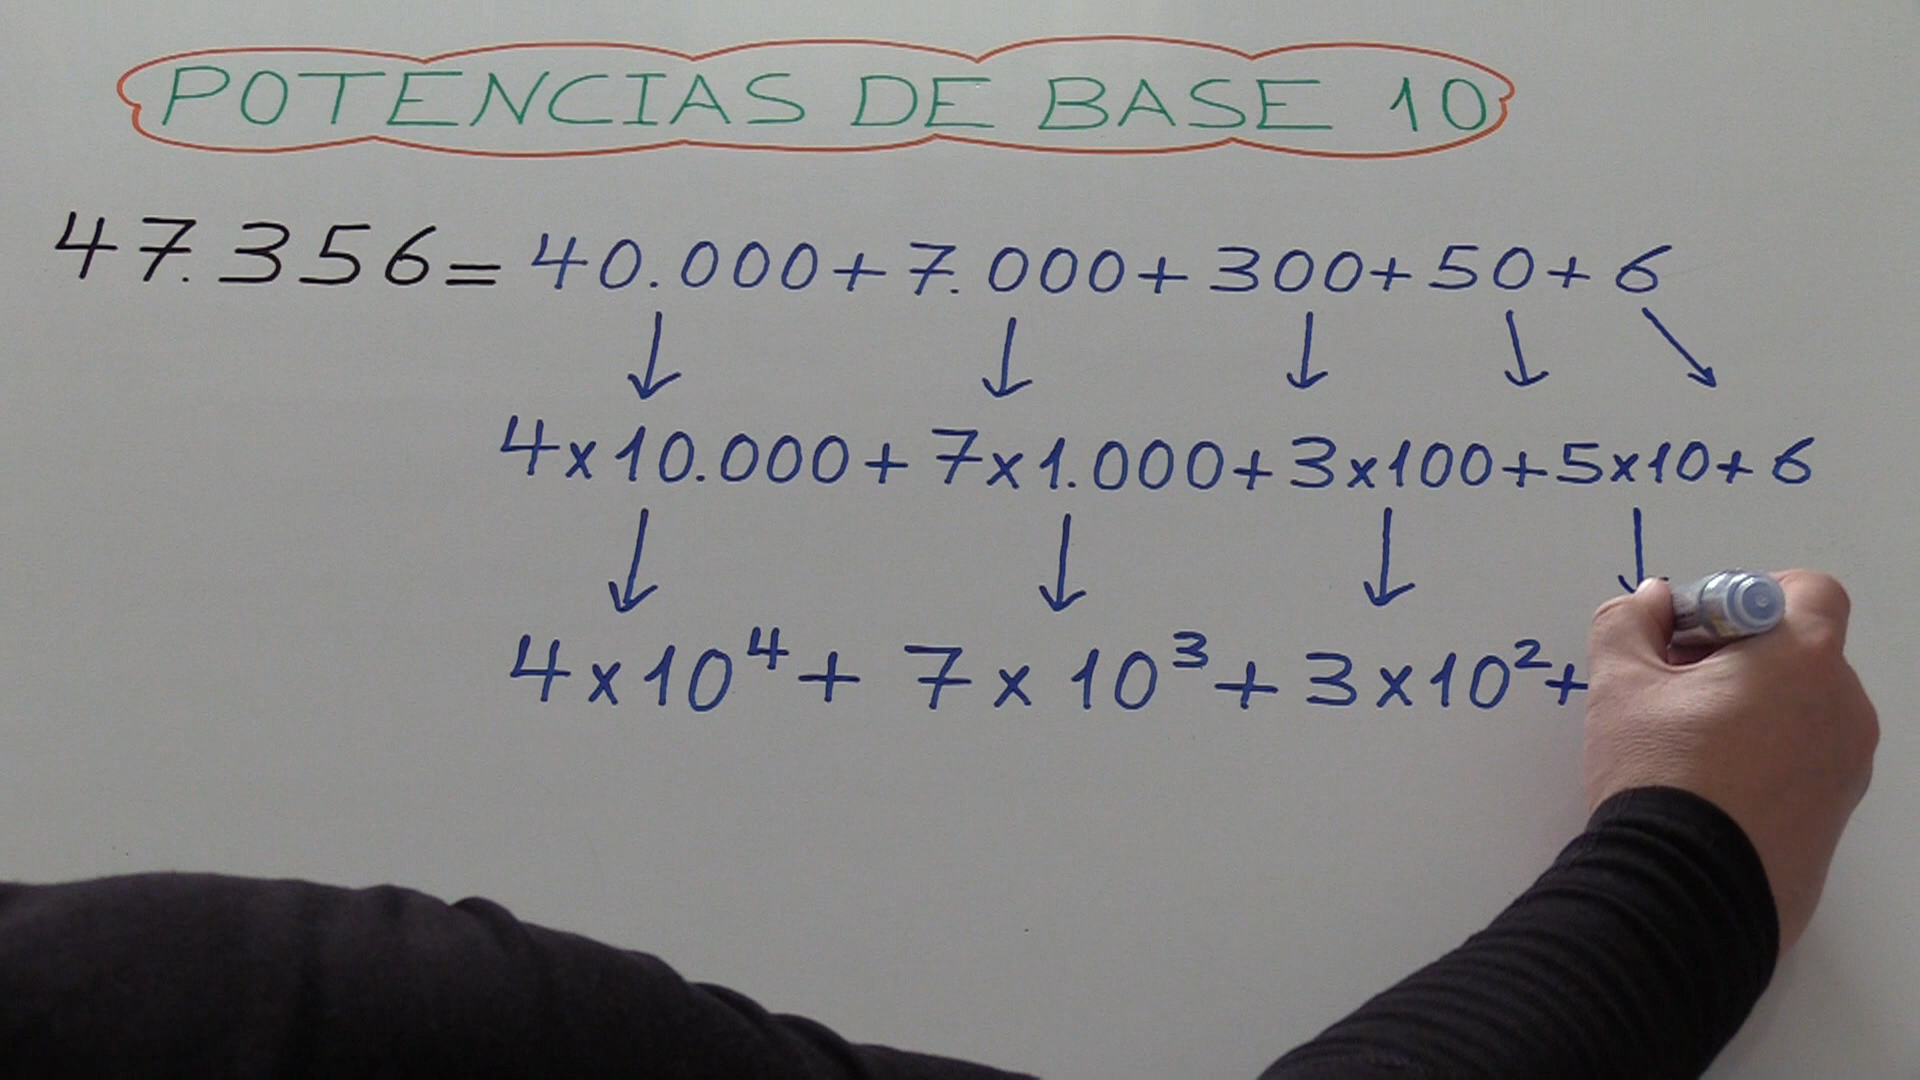 POTENCIAS DE BASE 10
47.356 = 40.000 + 7.000 + 300 + 50 + 6
4x10.000 + 7x1.000 + 3x100 + 5x10 + 6
4x10⁴ + 7x10³ + 3x10² +